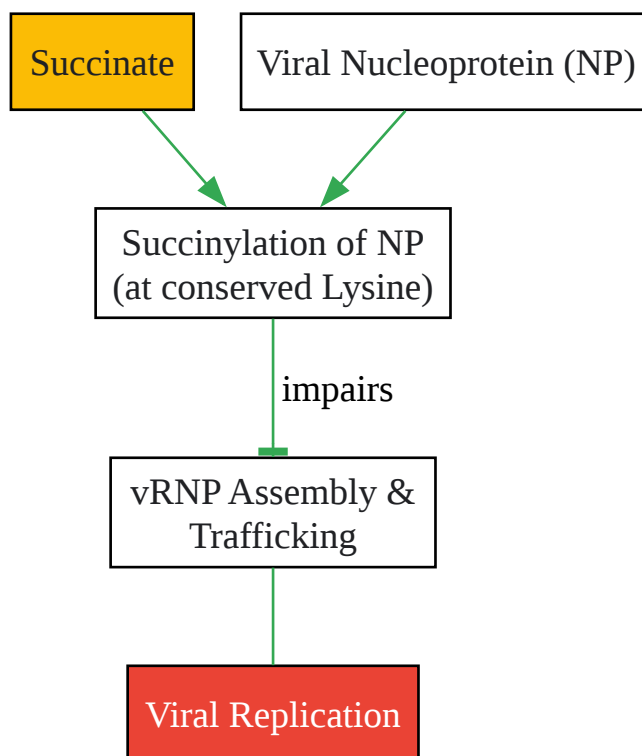 Succinate
Viral Nucleoprotein (NP)
Succinylation of NP
(at conserved Lysine)
impairs
vRNP Assembly &
Trafficking
Viral Replication